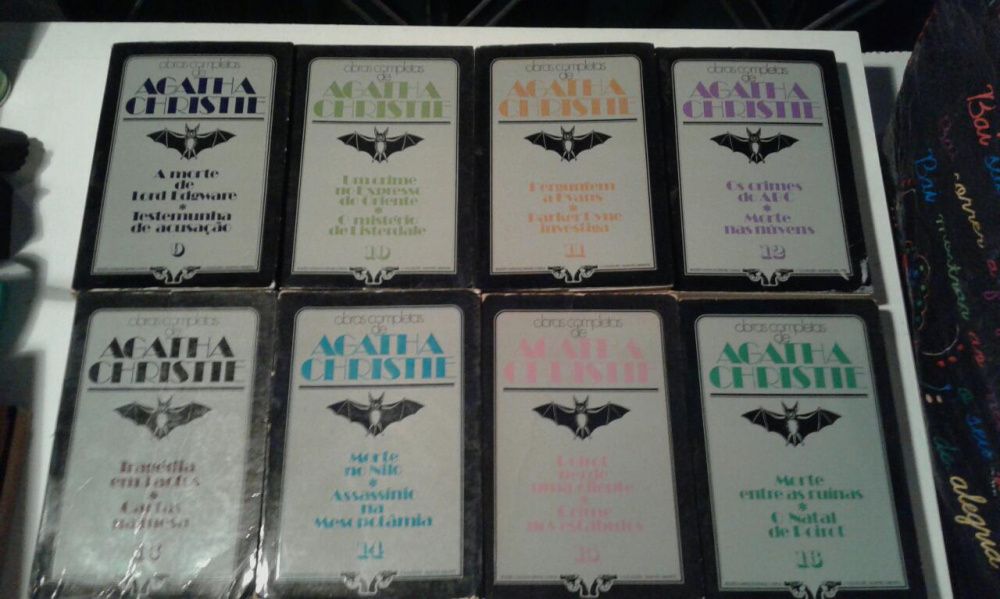 obras completas
de
AGATHA
CHRISTIE
A morte
de
Lord Edgware
*
Testemunha
de acusação
9
obras completas
de
AGATHA
CHRISTIE
Um crime
no Expresso
do Oriente
*
O mistério
de Listerdale
10
obras completas
de
AGATHA
CHRISTIE
Perguntem
a Evans
*
Parker Pyne
investiga
11
obras completas
de
AGATHA
CHRISTIE
Os crimes
do ABC
*
Morte
nas núvens
12
obras completas
de
AGATHA
CHRISTIE
Tragédia
em 3 actos
*
Cartas
na mesa
13
obras completas
de
AGATHA
CHRISTIE
Morte
no Nilo
*
Assassínio
na
Mesopotâmia
14
obras completas
de
AGATHA
CHRISTIE
Poirot
perde
uma cliente
*
Crime
nos estábulos
15
obras completas
de
AGATHA
CHRISTIE
Morte
entre as ruínas
*
O Natal
de Poirot
16
alegria